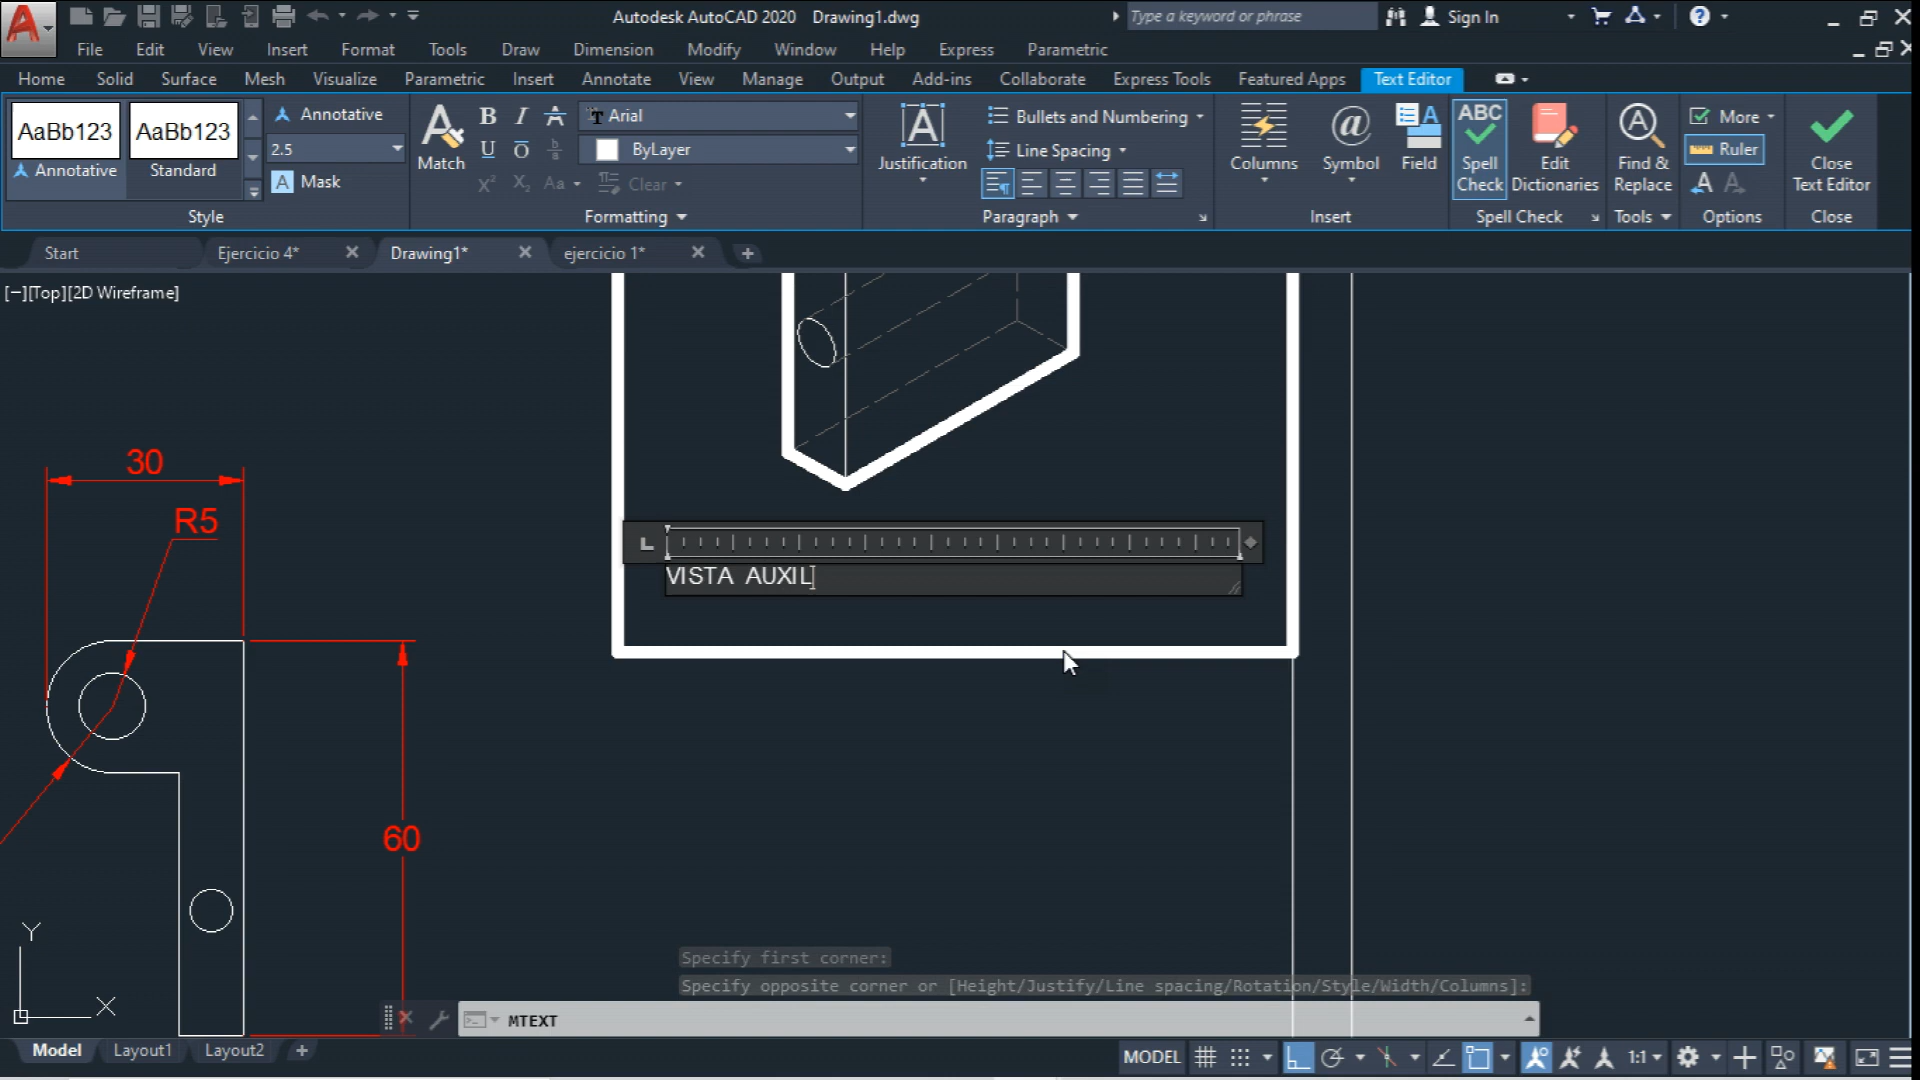 Autodesk AutoCAD 2020 Drawing1.dwg
Type a keyword or phrase
Sign In
File Edit View Insert Format Tools Draw Dimension Modify Window Help Express Parametric
Home Solid Surface Mesh Visualize Parametric Insert Annotate View Manage Output Add-ins Collaborate Express Tools Featured Apps Text Editor
AaBb123 AaBb123
Annotative Standard
Annotative
2.5
Mask
Style
Match
Arial
ByLayer
Clear
Formatting
Justification
Bullets and Numbering
Line Spacing
Paragraph
Columns Symbol Field
Insert
ABC
Spell Check
Edit Dictionaries
Spell Check
Find & Replace
Tools
More
Ruler
Options
Close Text Editor
Close
Start Ejercicio 4* Drawing1* ejercicio 1*
[−][Top][2D Wireframe]
30
R5
VISTA AUXIL
60
Y
X
Specify first corner:
Specify opposite corner or [Height/Justify/Line spacing/Rotation/Style/Width/Columns]:
MTEXT
Model Layout1 Layout2
MODEL 1:1